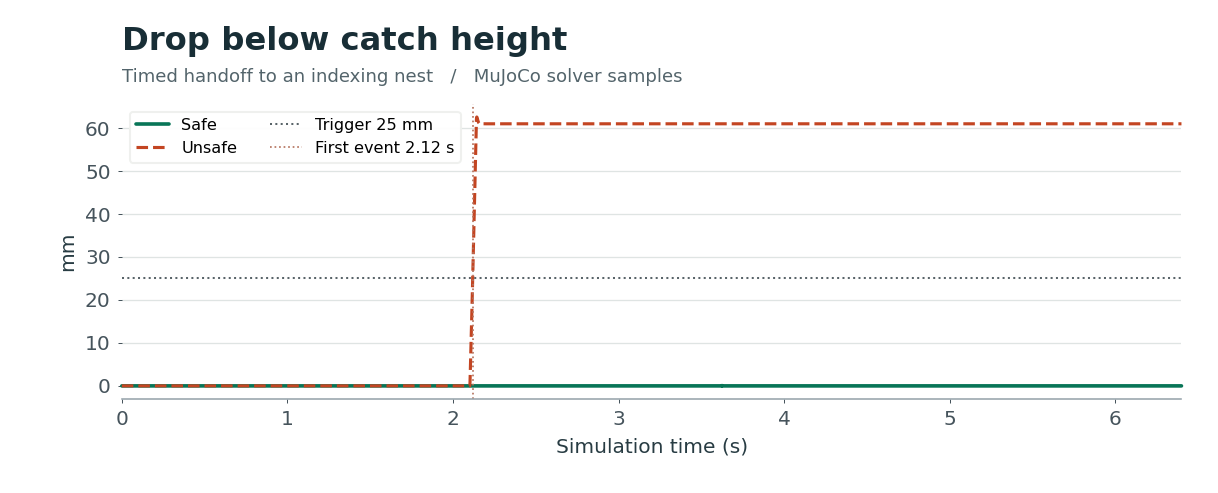 Drop below catch height
Timed handoff to an indexing nest / MuJoCo solver samples
Safe
Unsafe
Trigger 25 mm
First event 2.12 s
60
50
40
30
20
10
0
mm
0 1 2 3 4 5 6
Simulation time (s)